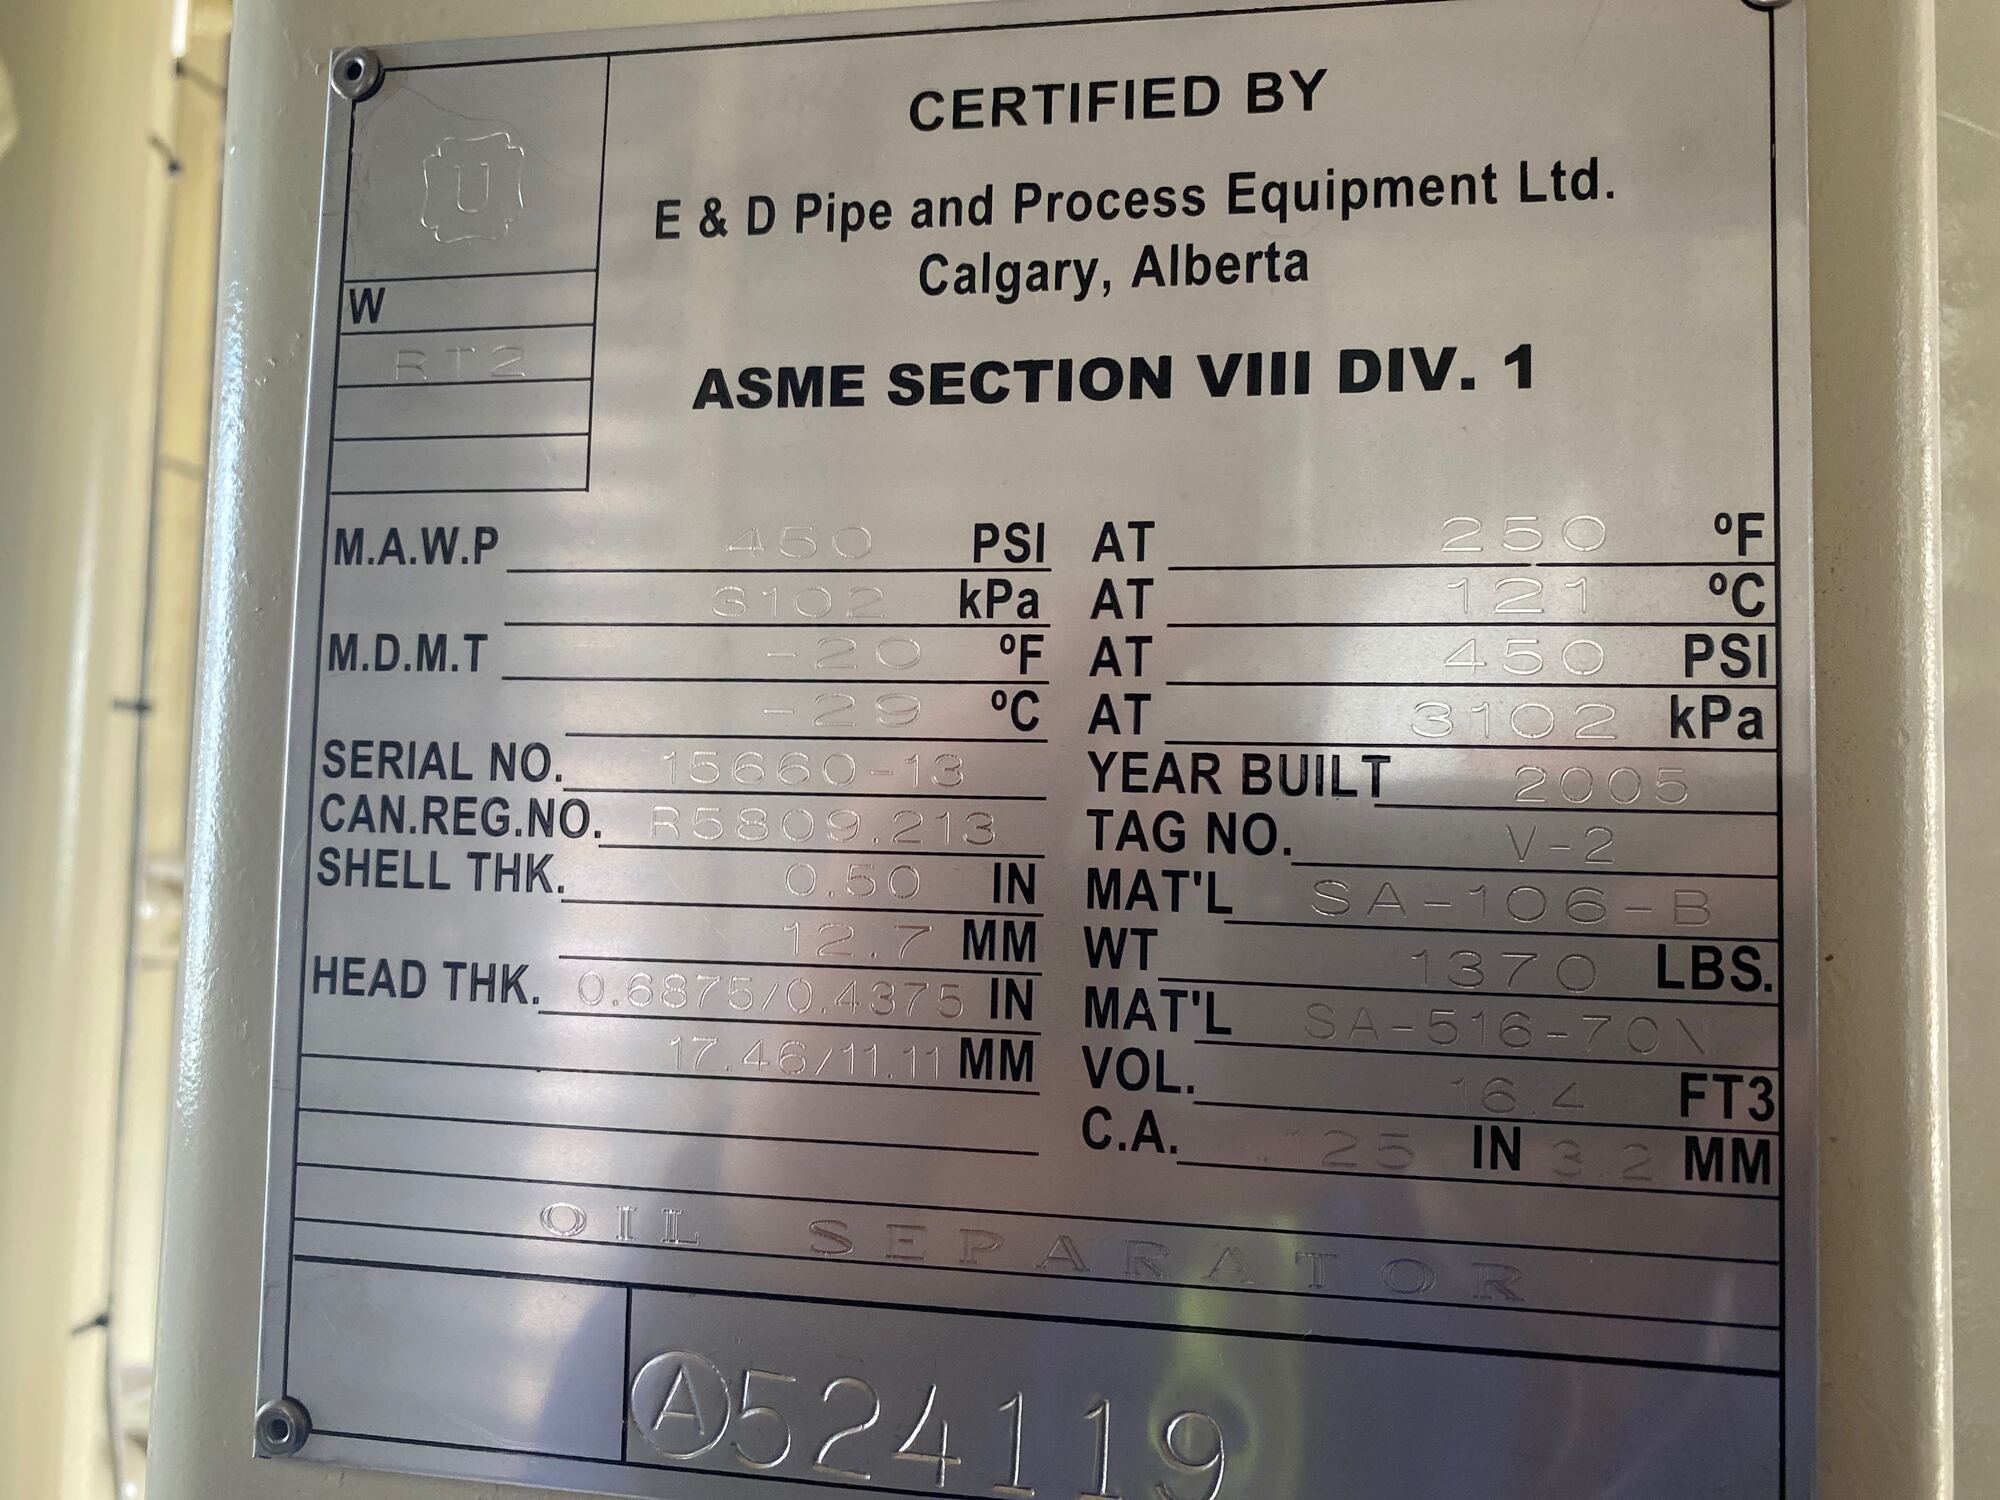 CERTIFIED BY
U
E & D Pipe and Process Equipment Ltd.
Calgary, Alberta
W
RT2
ASME SECTION VIII DIV. 1
M.A.W.P 450 PSI AT 250 ºF
3102 kPa AT 121 ºC
M.D.M.T -20 ºF AT 450 PSI
-29 ºC AT 3102 kPa
SERIAL NO. 15660-13 YEAR BUILT 2005
CAN.REG.NO. R5809.213 TAG NO. V-2
SHELL THK. 0.50 IN MAT'L SA-106-B
12.7 MM WT 1370 LBS.
HEAD THK. 0.6875/0.4375 IN MAT'L SA-516-70N
17.46/11.11 MM VOL. 16.4 FT3
C.A. .125 IN 3.2 MM
OIL SEPARATOR
A 524119